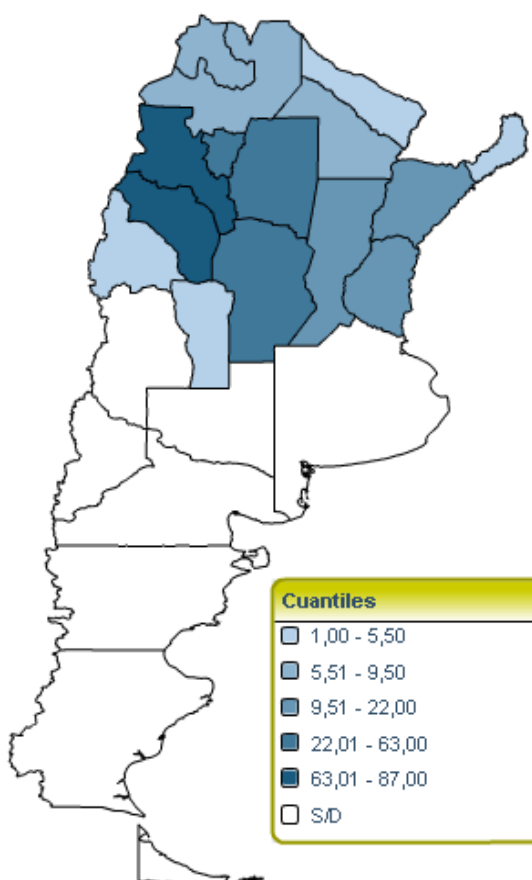 Cuantiles
1,00 - 5,50
5,51 - 9,50
9,51 - 22,00
22,01 - 63,00
63,01 - 87,00
S/D